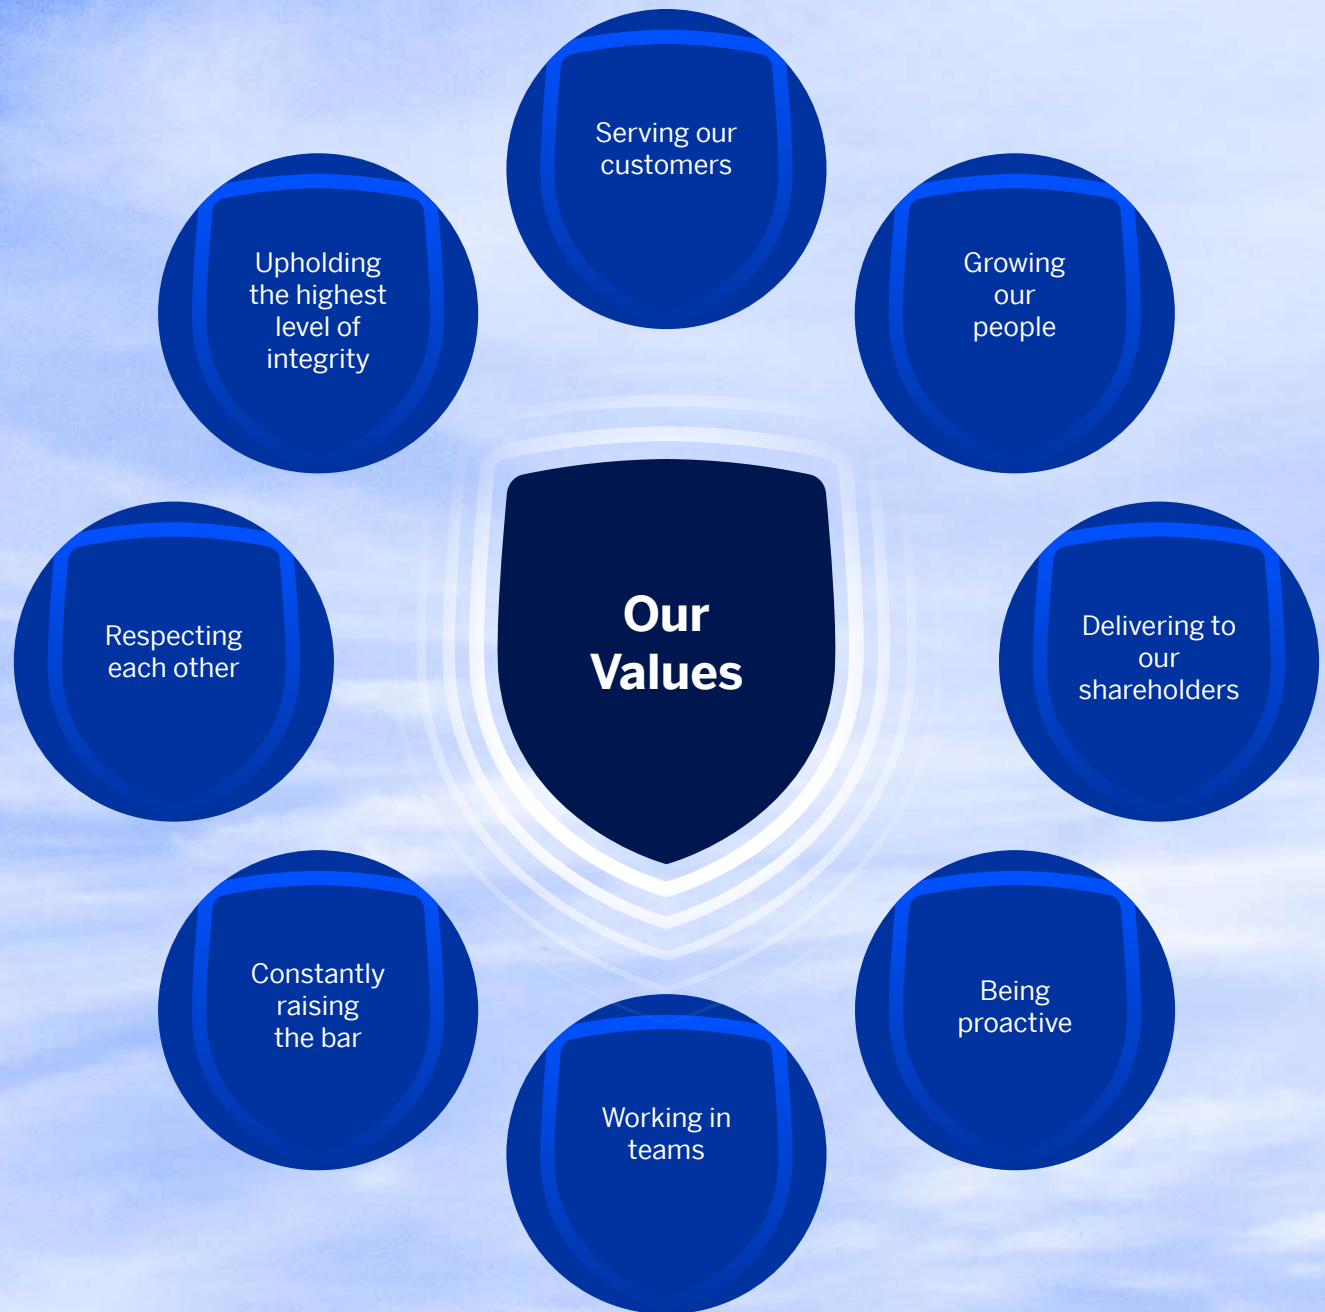 Serving our
customers
Growing
our
people
Delivering to
our
shareholders
Being
proactive
Working in
teams
Constantly
raising
the bar
Respecting
each other
Upholding
the highest
level of
integrity
Our
Values